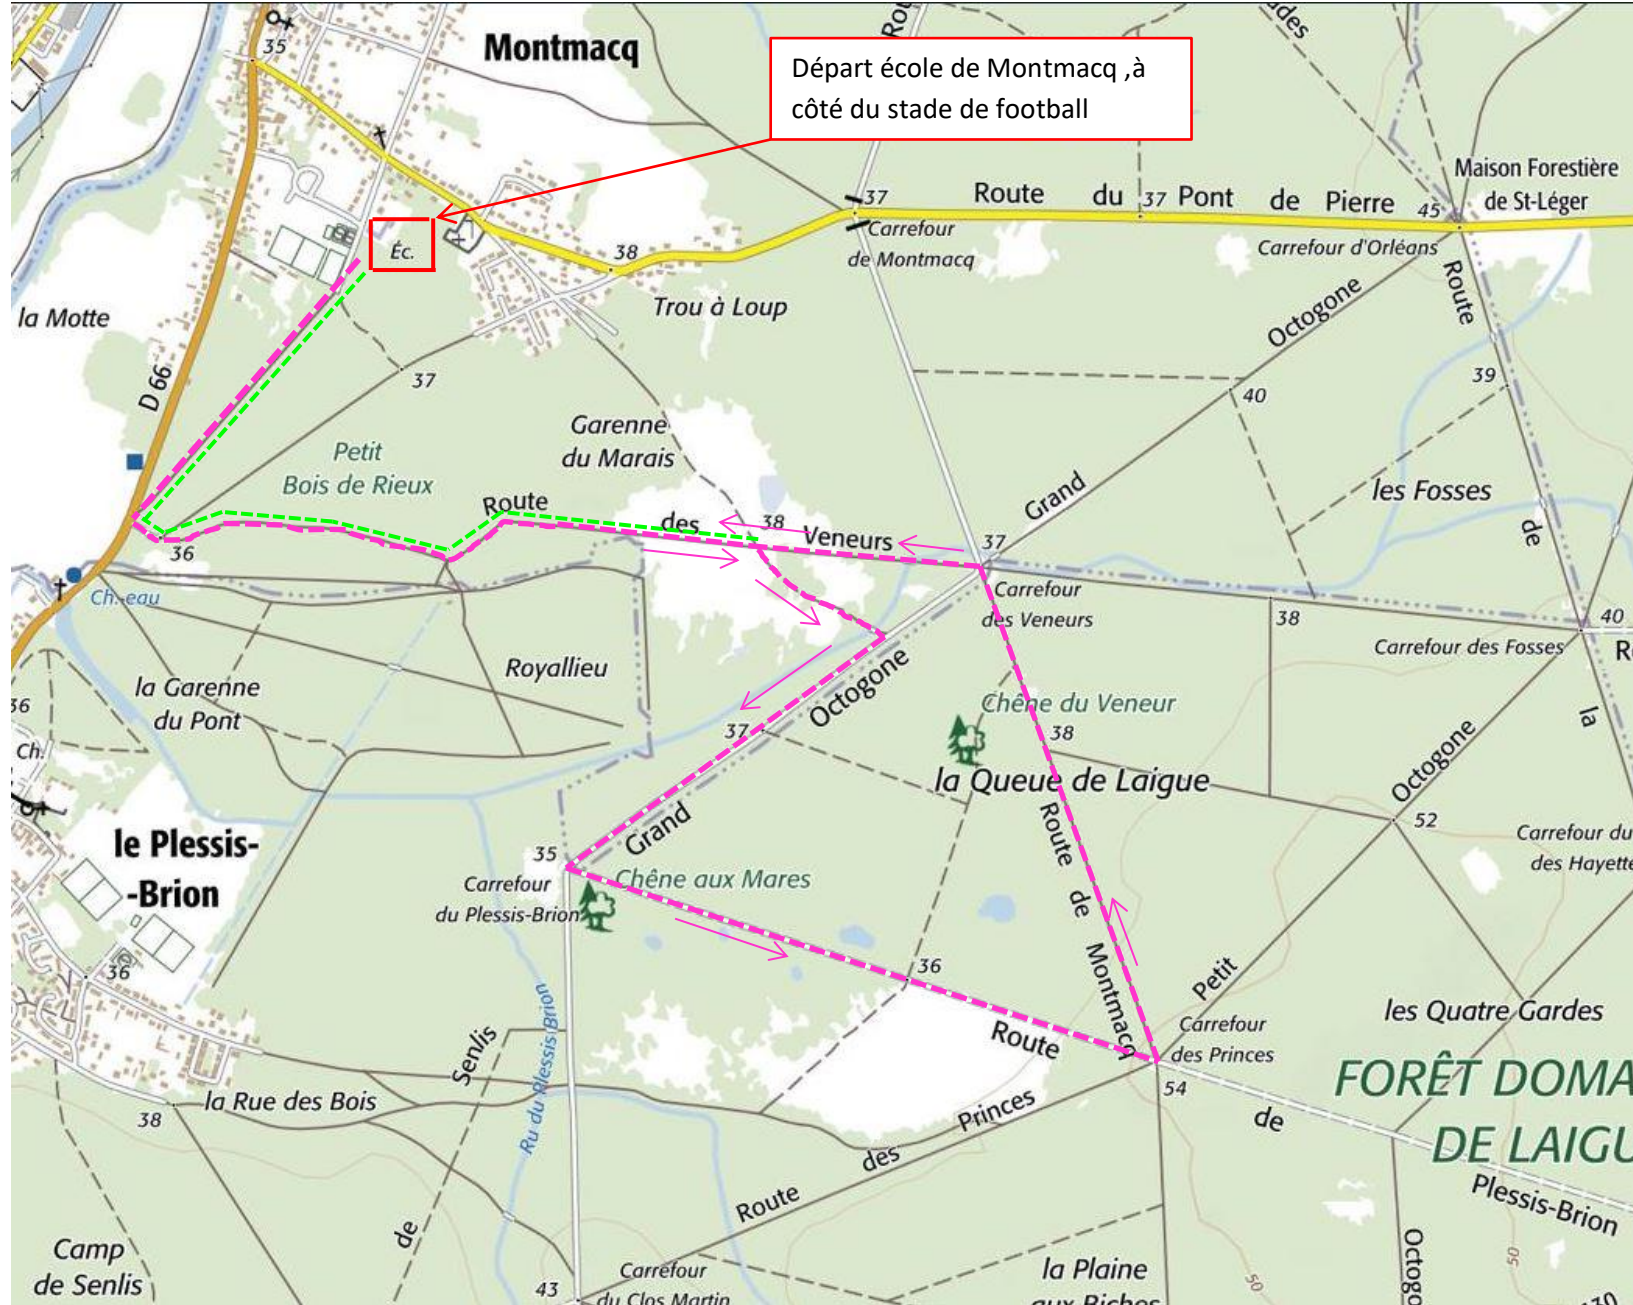 35
Montmacq
Départ école de Montmacq ,à
côté du stade de football
Maison Forestière
de St-Léger
37
Route du 37 Pont de Pierre 45
Carrefour
de Montmacq
Carrefour d'Orléans
Éc.
38
Trou à Loup
la Motte
D 66
37
Route
Octogone
39
40
Garenne
du Marais
Petit
Bois de Rieux
Route
des
38
Veneurs
Grand
37
les Fosses
de
36
Ch.-eau
Carrefour
des Veneurs
38
40
Carrefour des Fosses
Royallieu
la Garenne
du Pont
36
Ch.
Octogone
37
Chêne du Veneur
38
la
la Queue de Laigue
Octogone
52
Route
de
Montmacq
Grand
35
le Plessis-
-Brion
Carrefour
du Plessis-Brion
Chêne aux Mares
Carrefour du
des Hayette
36
36
Petit
Route
Carrefour
des Princes
54
les Quatre Gardes
Senlis
Ru du Plessis Brion
la Rue des Bois
38
Princes
des
Route
de
FORÊT DOMA
DE LAIGU
Plessis-Brion
de
Camp
de Senlis
43
Carrefour
du Clos Martin
la Plaine
aux Biches
50
50
Octogo